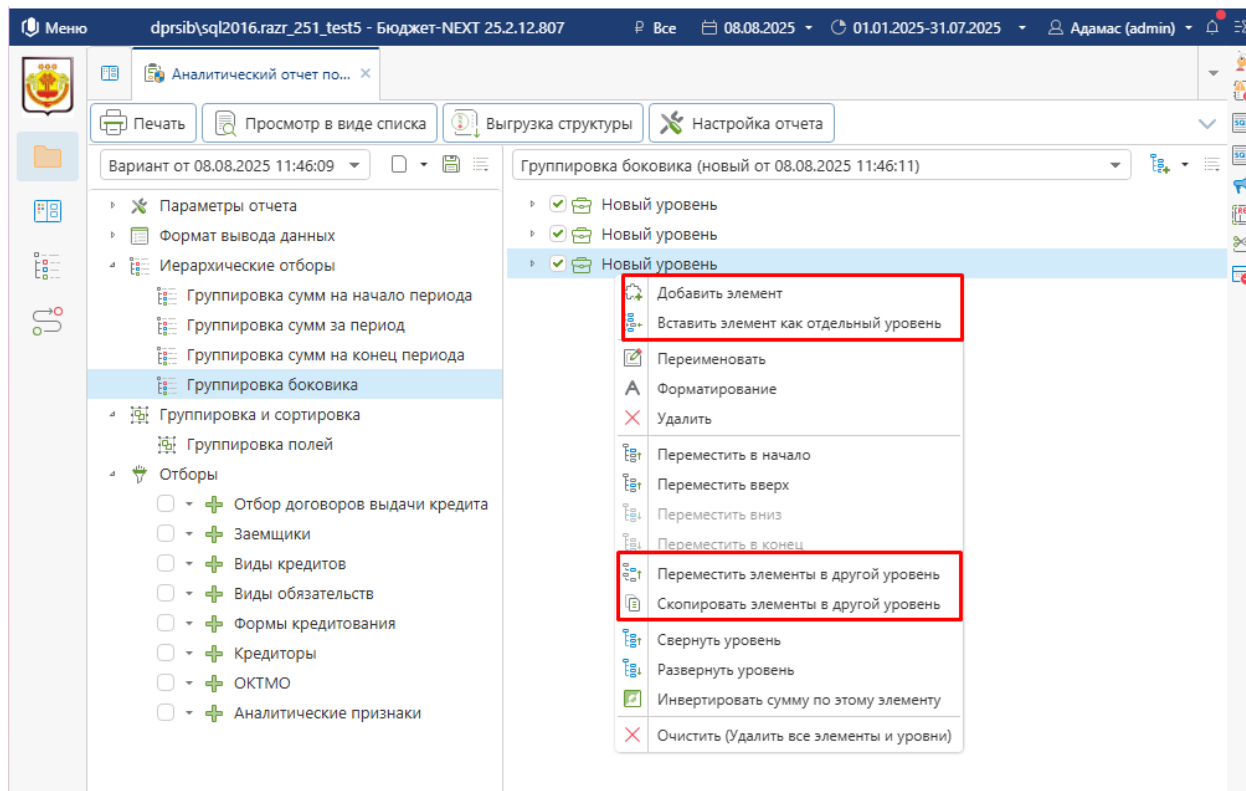 Меню dprsib\sql2016.razr_251_test5 - Бюджет-NEXT 25.2.12.807 Все 08.08.2025 01.01.2025-31.07.2025 Адамас (admin)
Аналитический отчет по...
Печать Просмотр в виде списка Выгрузка структуры Настройка отчета
Вариант от 08.08.2025 11:46:09
Параметры отчета
Формат вывода данных
Иерархические отборы
Группировка сумм на начало периода
Группировка сумм за период
Группировка сумм на конец периода
Группировка боковика
Группировка и сортировка
Группировка полей
Отборы
Отбор договоров выдачи кредита
Заемщики
Виды кредитов
Виды обязательств
Формы кредитования
Кредиторы
ОКТМО
Аналитические признаки
Группировка боковика (новый от 08.08.2025 11:46:11)
Новый уровень
Новый уровень
Новый уровень
Добавить элемент
Вставить элемент как отдельный уровень
Переименовать
Форматирование
Удалить
Переместить в начало
Переместить вверх
Переместить вниз
Переместить в конец
Переместить элементы в другой уровень
Скопировать элементы в другой уровень
Свернуть уровень
Развернуть уровень
Инвертировать сумму по этому элементу
Очистить (Удалить все элементы и уровни)